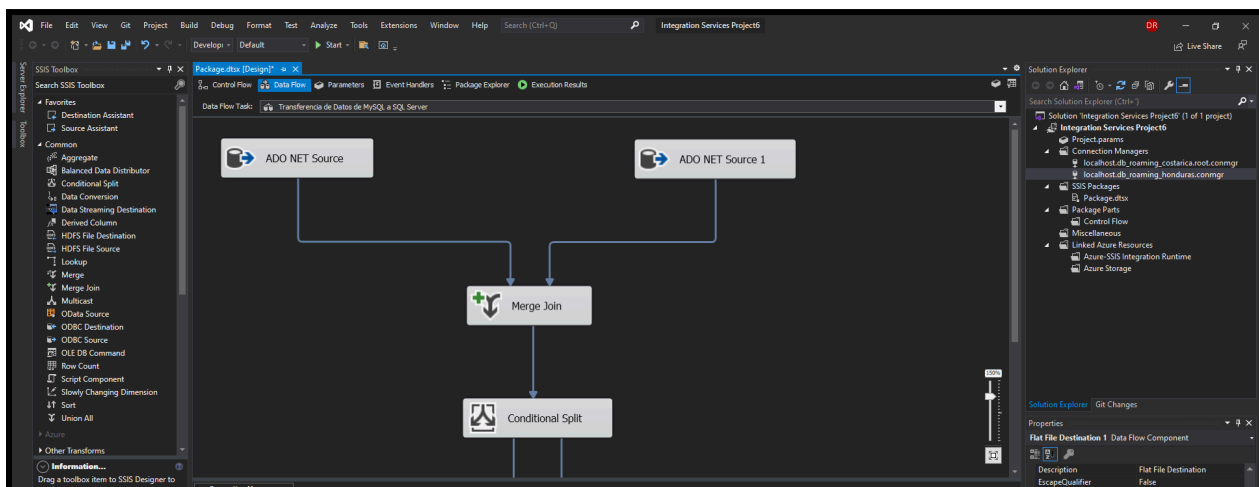 File Edit View Git Project Build Debug Format Test Analyze Tools Extensions Window Help Search (Ctrl+Q) Integration Services Project6 DR
Develop Default Start Live Share
Server Explorer
Toolbox
SSIS Toolbox
Search SSIS Toolbox
Favorites
Destination Assistant
Source Assistant
Common
Aggregate
Balanced Data Distributor
Conditional Split
Data Conversion
Data Streaming Destination
Derived Column
HDFS File Destination
HDFS File Source
Lookup
Merge
Merge Join
Multicast
OData Source
ODBC Destination
ODBC Source
OLE DB Command
Row Count
Script Component
Slowly Changing Dimension
Sort
Union All
Azure
Other Transforms
Information...
Drag a toolbox item to SSIS Designer to
Package.dtsx [Design]*
Control Flow Data Flow Parameters Event Handlers Package Explorer Execution Results
Data Flow Task: Transferencia de Datos de MySQL a SQL Server
ADO NET Source
ADO NET Source 1
Merge Join
Conditional Split
150%
Solution Explorer
Search Solution Explorer (Ctrl+')
Solution 'Integration Services Project6' (1 of 1 project)
Integration Services Project6
Project.params
Connection Managers
localhost.db_roaming_costarica.root.conmgr
localhost.db_roaming_honduras.conmgr
SSIS Packages
Package.dtsx
Package Parts
Control Flow
Miscellaneous
Linked Azure Resources
Azure-SSIS Integration Runtime
Azure Storage
Solution Explorer Git Changes
Properties
Flat File Destination 1 Data Flow Component
Description Flat File Destination
EscapeQualifier False